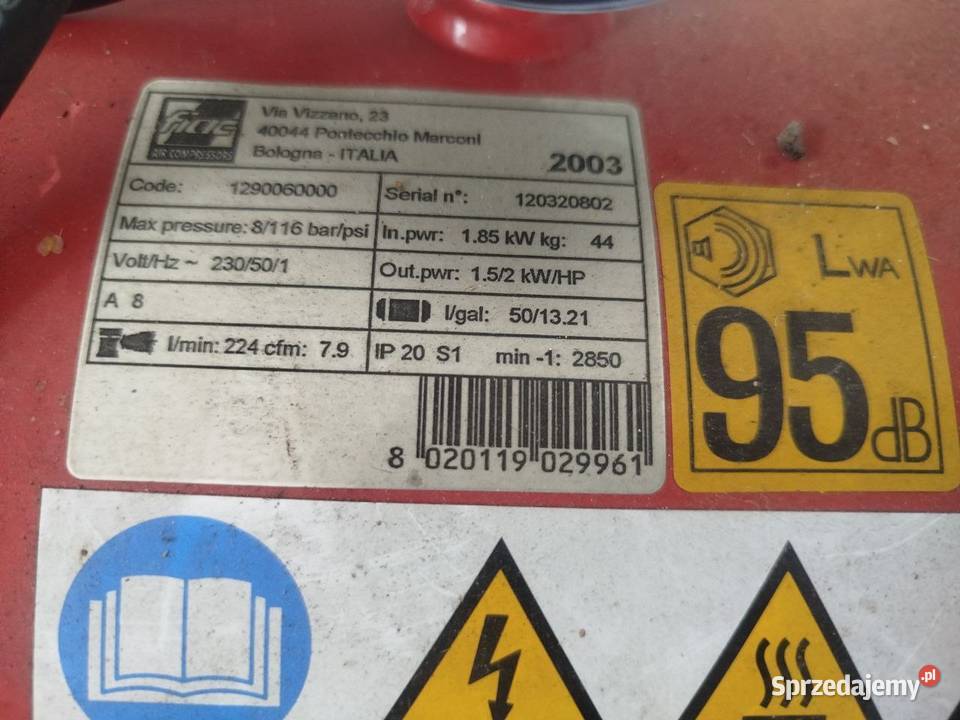 fiac
AIR COMPRESSORS
Via Vizzano, 23
40044 Pontecchio Marconi
Bologna - ITALIA
2003
Code: 1290060000
Serial n°: 120320802
Max pressure: 8/116 bar/psi
In.pwr: 1.85 kW kg: 44
Volt/Hz ~ 230/50/1
Out.pwr: 1.5/2 kW/HP
A 8
l/gal: 50/13.21
l/min: 224 cfm: 7.9
IP 20 S1 min -1: 2850
8 020119 029961
LWA
95 dB
Sprzedajemy.pl